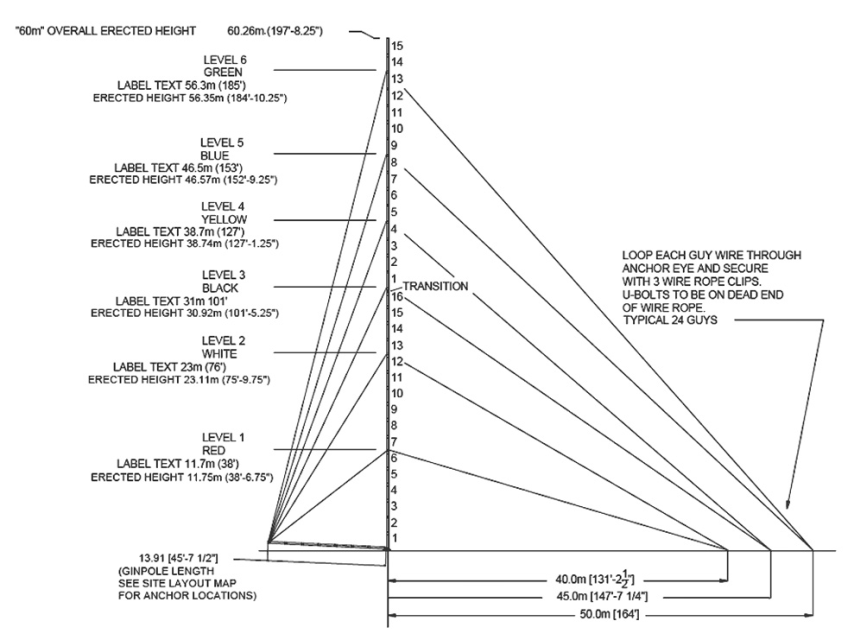 "60m" OVERALL ERECTED HEIGHT 60.26m.(197'-8.25")
LEVEL 6
GREEN
LABEL TEXT 56.3m (185')
ERECTED HEIGHT 56.35m (184'-10.25")
LEVEL 5
BLUE
LABEL TEXT 46.5m (153')
ERECTED HEIGHT 46.57m (152'-9.25")
LEVEL 4
YELLOW
LABEL TEXT 38.7m (127')
ERECTED HEIGHT 38.74m (127'-1.25")
LEVEL 3
BLACK
LABEL TEXT 31m 101'
ERECTED HEIGHT 30.92m (101'-5.25")
LEVEL 2
WHITE
LABEL TEXT 23m (76')
ERECTED HEIGHT 23.11m (75'-9.75")
LEVEL 1
RED
LABEL TEXT 11.7m (38')
ERECTED HEIGHT 11.75m (38'-6.75")
13.91 [45'-7 1/2"]
(GINPOLE LENGTH
SEE SITE LAYOUT MAP
FOR ANCHOR LOCATIONS)
15
14
13
12
11
10
9
8
7
6
5
4
3
2
1
TRANSITION
16
15
14
13
12
11
10
9
8
7
6
5
4
3
2
1
LOOP EACH GUY WIRE THROUGH
ANCHOR EYE AND SECURE
WITH 3 WIRE ROPE CLIPS.
U-BOLTS TO BE ON DEAD END
OF WIRE ROPE.
TYPICAL 24 GUYS
40.0m [131'-2 1/2"]
45.0m [147'-7 1/4"]
50.0m [164']